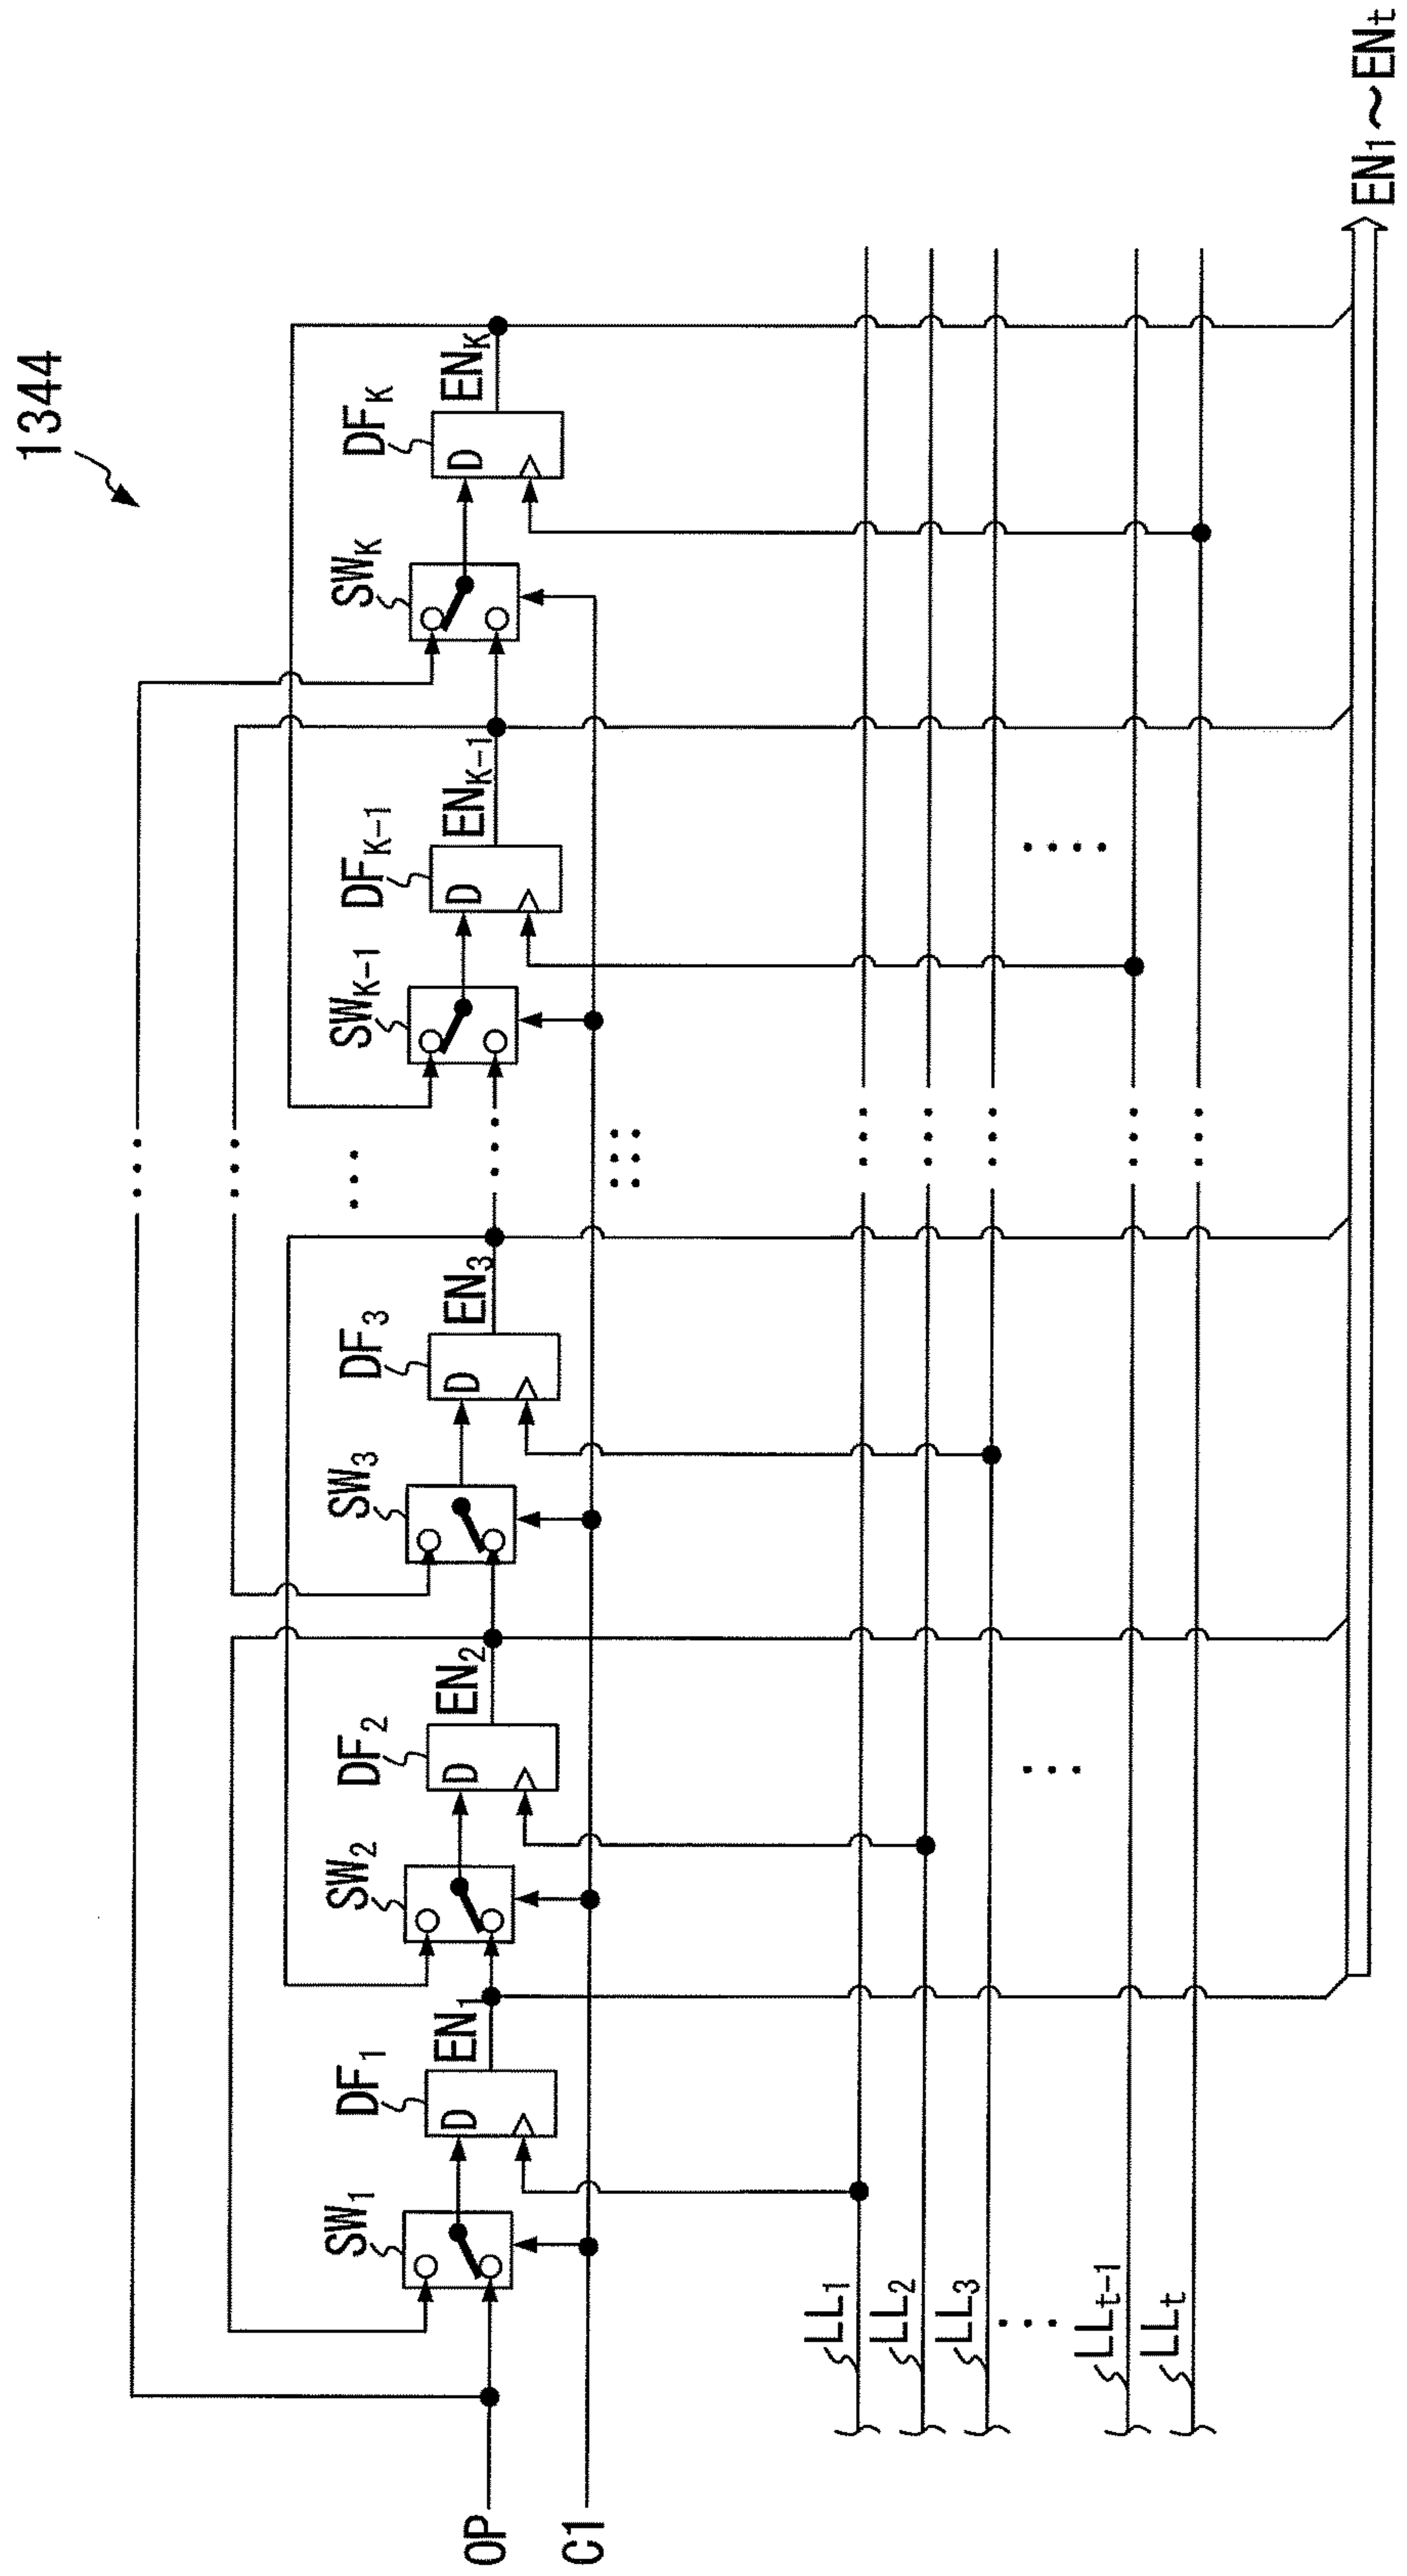 1344
SW₁ DF₁ SW₂ DF₂ SW₃ DF₃ SWK-1 DFK-1 SWK DFK
D EN₁ D EN₂ D EN₃ D ENK-1 D ENK
OP
C1
LL₁
LL₂
LL₃
LLt-1
LLt
EN₁~ENt